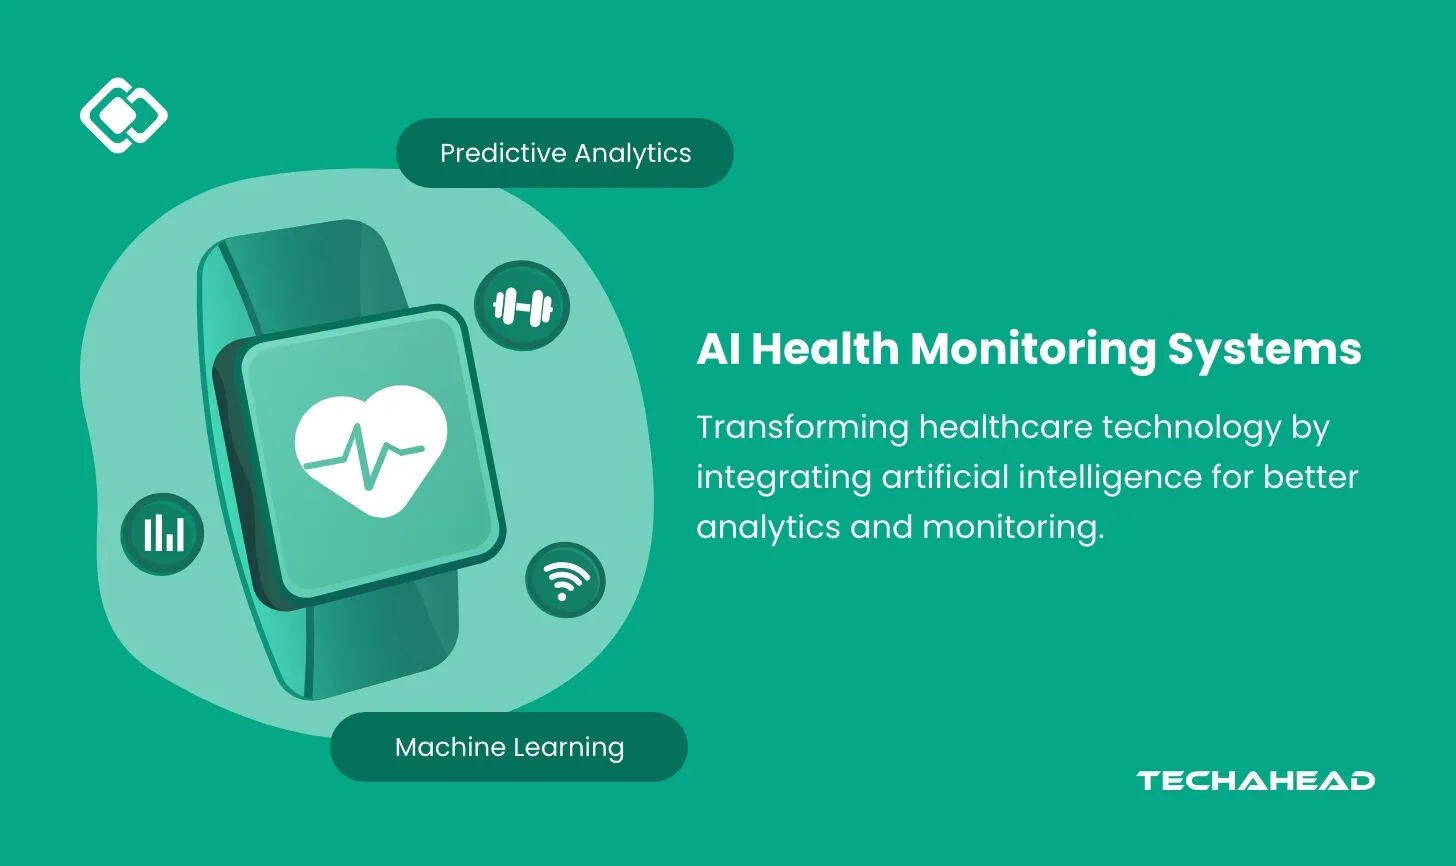 Predictive Analytics
AI Health Monitoring Systems
Transforming healthcare technology by
integrating artificial intelligence for better
analytics and monitoring.
Machine Learning
TECHAHEAD